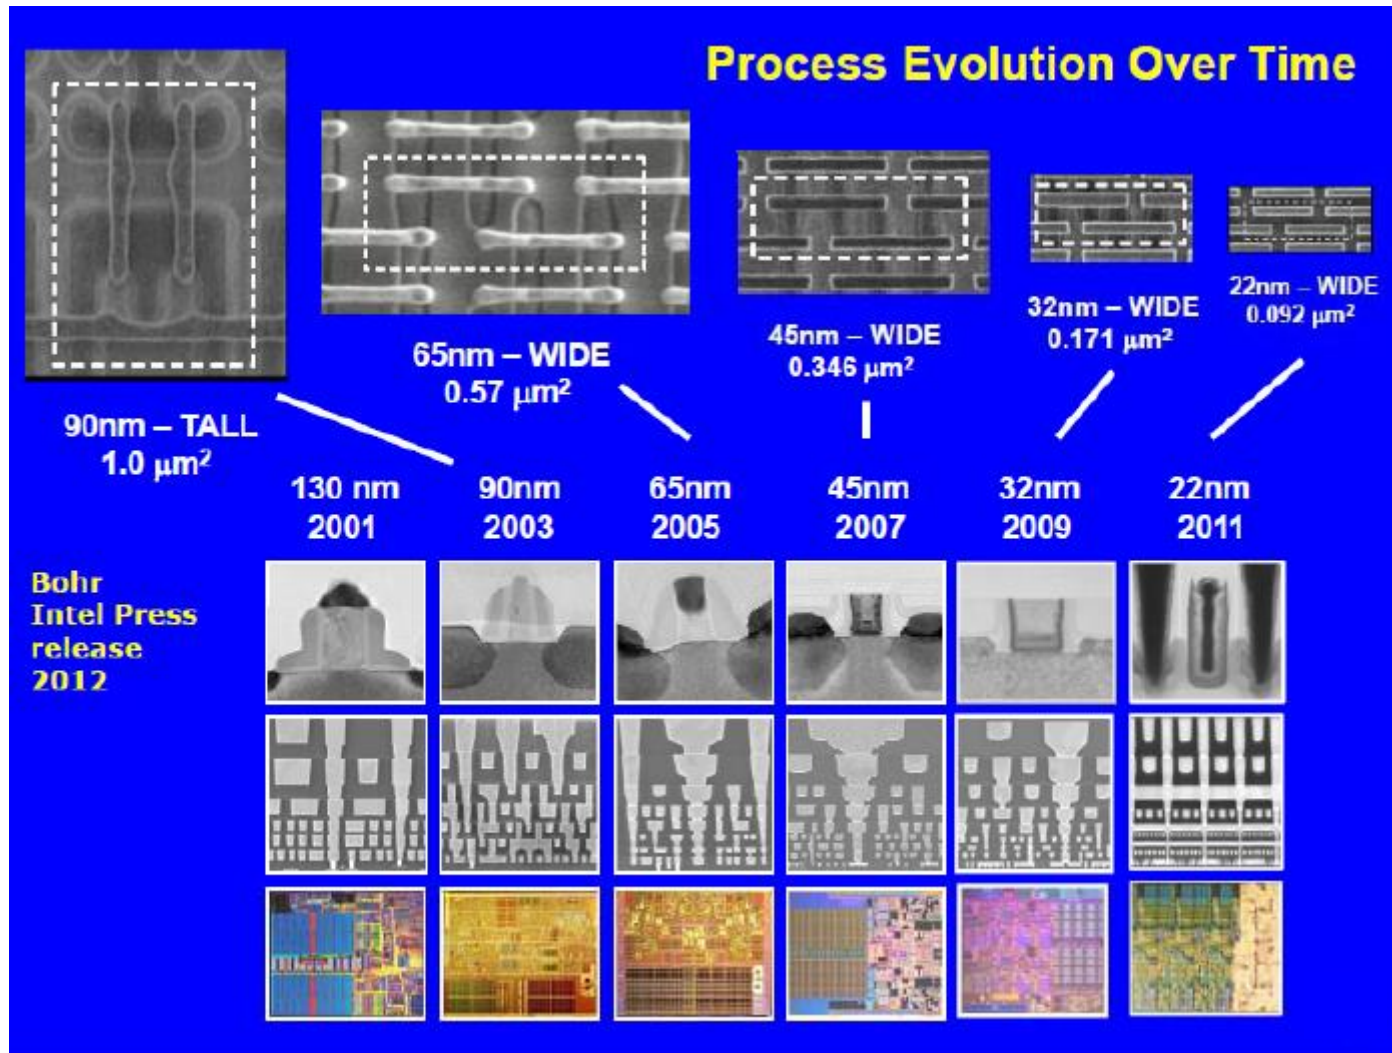 Process Evolution Over Time
90nm – TALL
1.0 μm²
65nm – WIDE
0.57 μm²
45nm – WIDE
0.346 μm²
32nm – WIDE
0.171 μm²
22nm – WIDE
0.092 μm²
130 nm
2001
90nm
2003
65nm
2005
45nm
2007
32nm
2009
22nm
2011
Bohr
Intel Press
release
2012